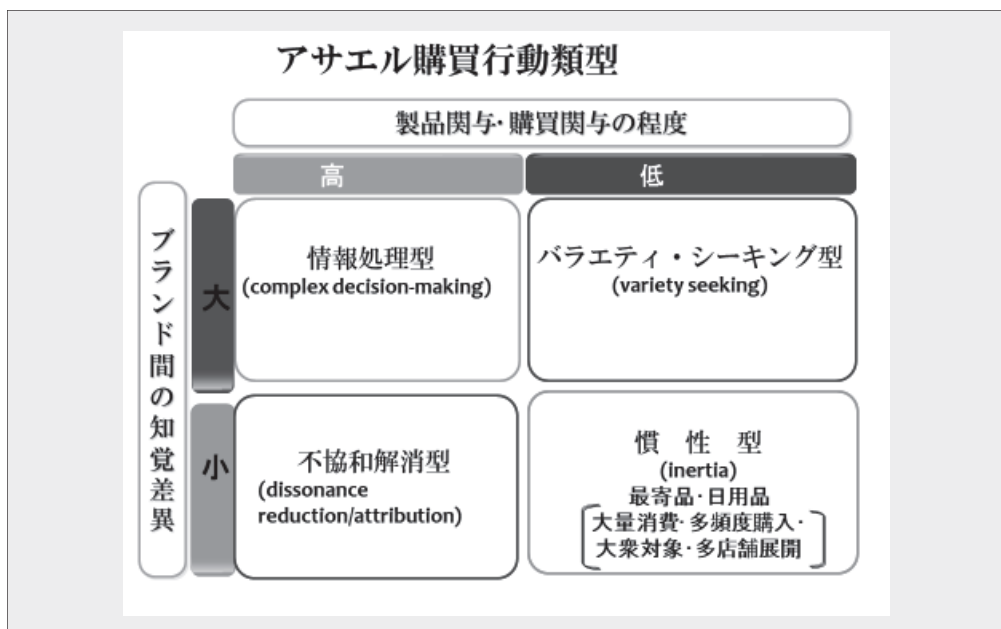 アサエル購買行動類型
製品関与・購買関与の程度
高
低
ブランド間の知覚差異
大
情報処理型
(complex decision-making)
バラエティ・シーキング型
(variety seeking)
小
不協和解消型
(dissonance
reduction/attribution)
慣 性 型
(inertia)
最寄品・日用品
大量消費・多頻度購入・
大衆対象・多店舗展開